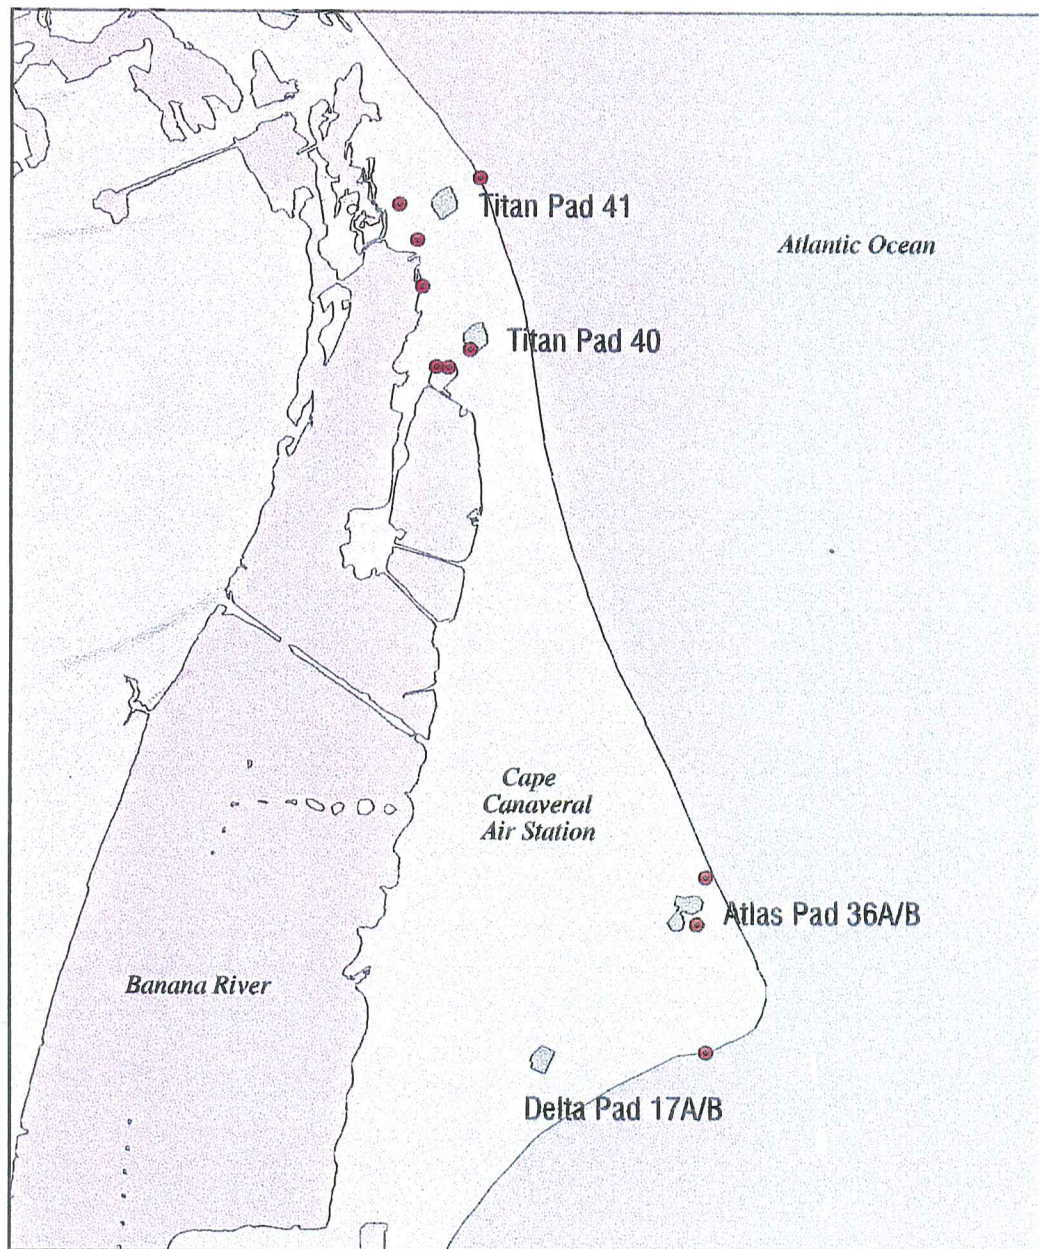 Titan Pad 41
Atlantic Ocean
Titan Pad 40
Cape
Canaveral
Air Station
Atlas Pad 36A/B
Banana River
Delta Pad 17A/B